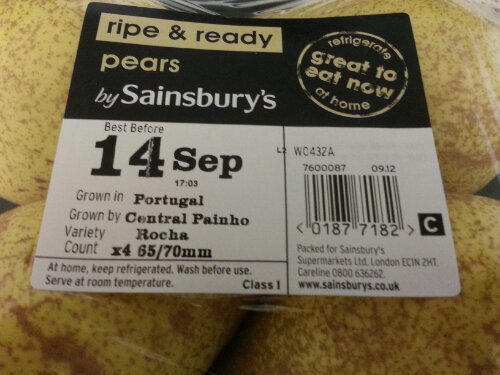 ripe & ready
pears
by Sainsbury's
refrigerate
great to
eat now
at home
Best Before
14 Sep
17:03
L2 WC432A
7600087 09.12
<01877182> C
Grown in Portugal
Grown by Central Painho
Variety Rocha
Count x4 65/70mm
At home, keep refrigerated. Wash before use.
Serve at room temperature.
Class I
Packed for Sainsbury's
Supermarkets Ltd, London EC1N 2HT.
Careline 0800 636262.
www.sainsburys.co.uk